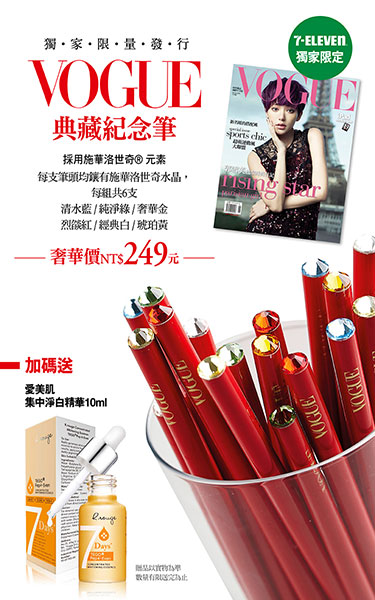 獨・家・限・量・發・行
VOGUE
典藏紀念筆
採用施華洛世奇® 元素
每支筆頭均鑲有施華洛世奇水晶，
每組共6支
清水藍/純淨綠/奢華金
烈燄紅/經典白/琥珀黃
奢華價NT$249元
7-ELEVEN
獨家限定
VOGUE
sports chic
rising star
加碼送
愛美肌
集中淨白精華10ml
Rouge
7
Days
VOGUE
VOGUE
VOGUE
VOGUE
VOGUE
贈品以實物為準
數量有限送完為止